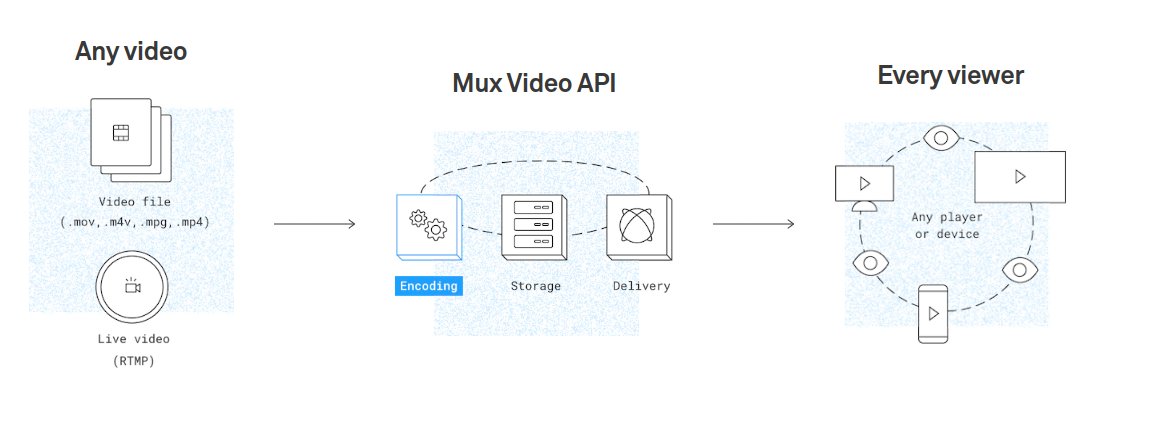 Any video
Video file
(.mov,.m4v,.mpg,.mp4)
Live video
(RTMP)
Mux Video API
Encoding
Storage
Delivery
Every viewer
Any player
or device